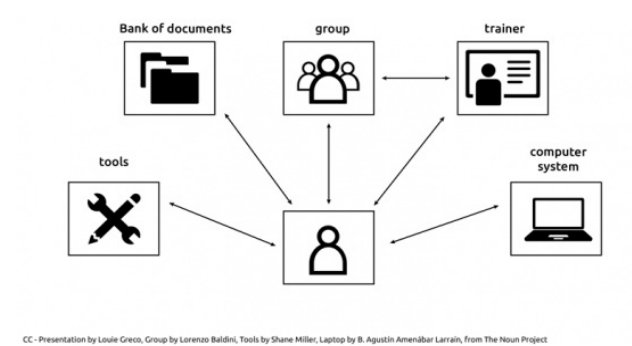 Bank of documents
group
trainer
tools
computer
system
CC - Presentation by Louie Greco, Group by Lorenzo Baldini, Tools by Shane Miller, Laptop by B. Agustín Amenábar Larraín, from The Noun Project